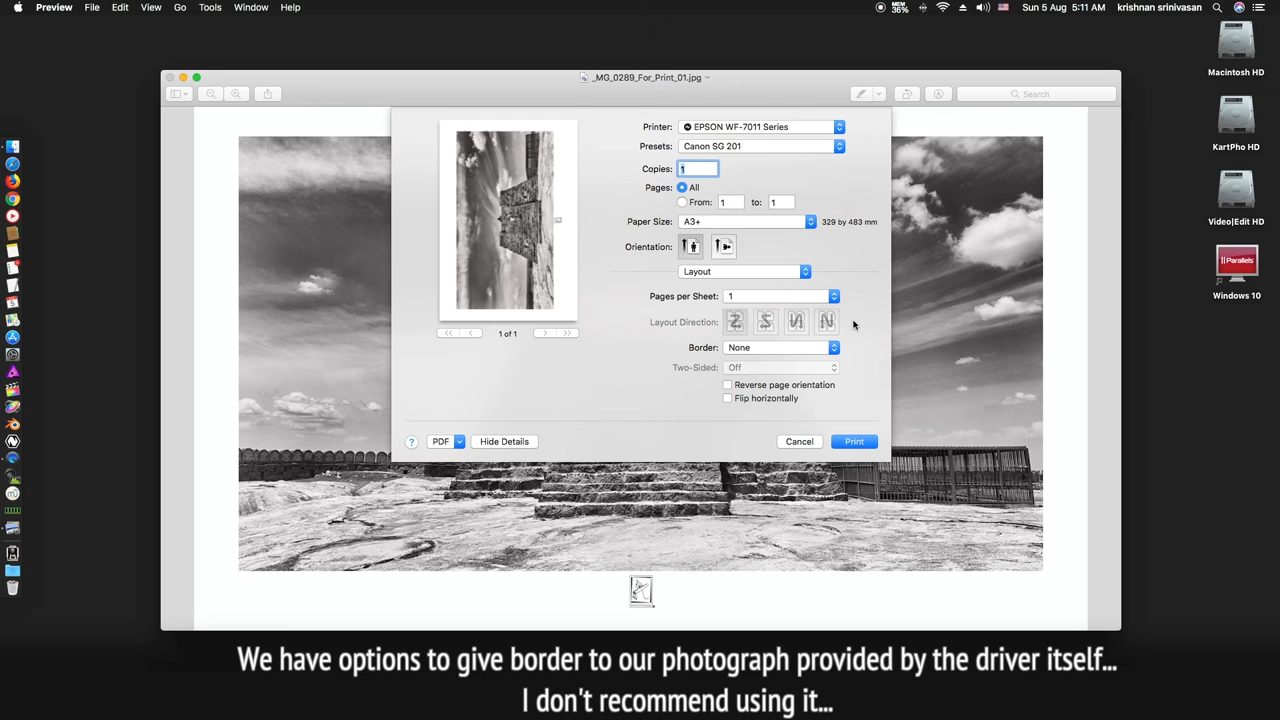 Preview File Edit View Go Tools Window Help
MEM 36% Sun 5 Aug 5:11 AM krishnan srinivasan
_MG_0289_For_Print_01.jpg
Search
Macintosh HD
KartPho HD
Video|Edit HD
Parallels
Windows 10
Printer: EPSON WF-7011 Series
Presets: Canon SG 201
Copies: 1
Pages: All
From: 1 to: 1
Paper Size: A3+ 329 by 483 mm
Orientation:
Layout
Pages per Sheet: 1
Layout Direction:
Border: None
Two-Sided: Off
Reverse page orientation
Flip horizontally
1 of 1
? PDF Hide Details Cancel Print
We have options to give border to our photograph provided by the driver itself...
I don't recommend using it...